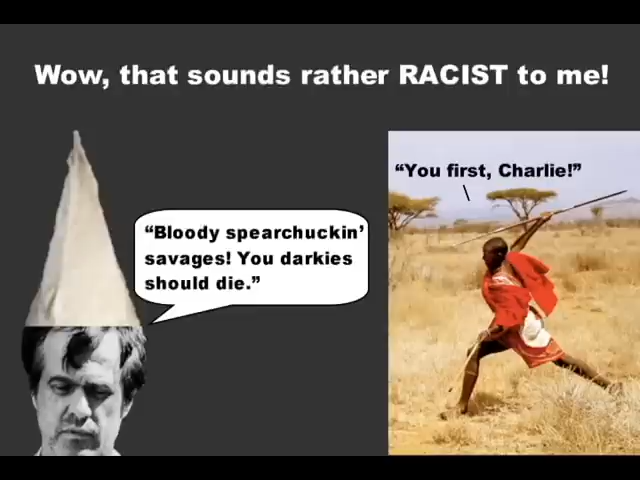 Wow, that sounds rather RACIST to me!
“You first, Charlie!”
“Bloody spearchuckin’
savages! You darkies
should die.”